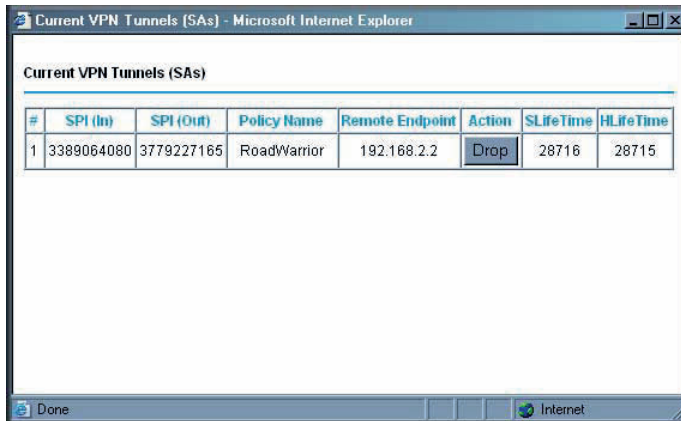 Current VPN Tunnels (SAs) - Microsoft Internet Explorer
Current VPN Tunnels (SAs)
# SPI (In) SPI (Out) Policy Name Remote Endpoint Action SLifeTime HLifeTime
1 3389064080 3779227165 RoadWarrior 192.168.2.2 Drop 28716 28715
Done Internet